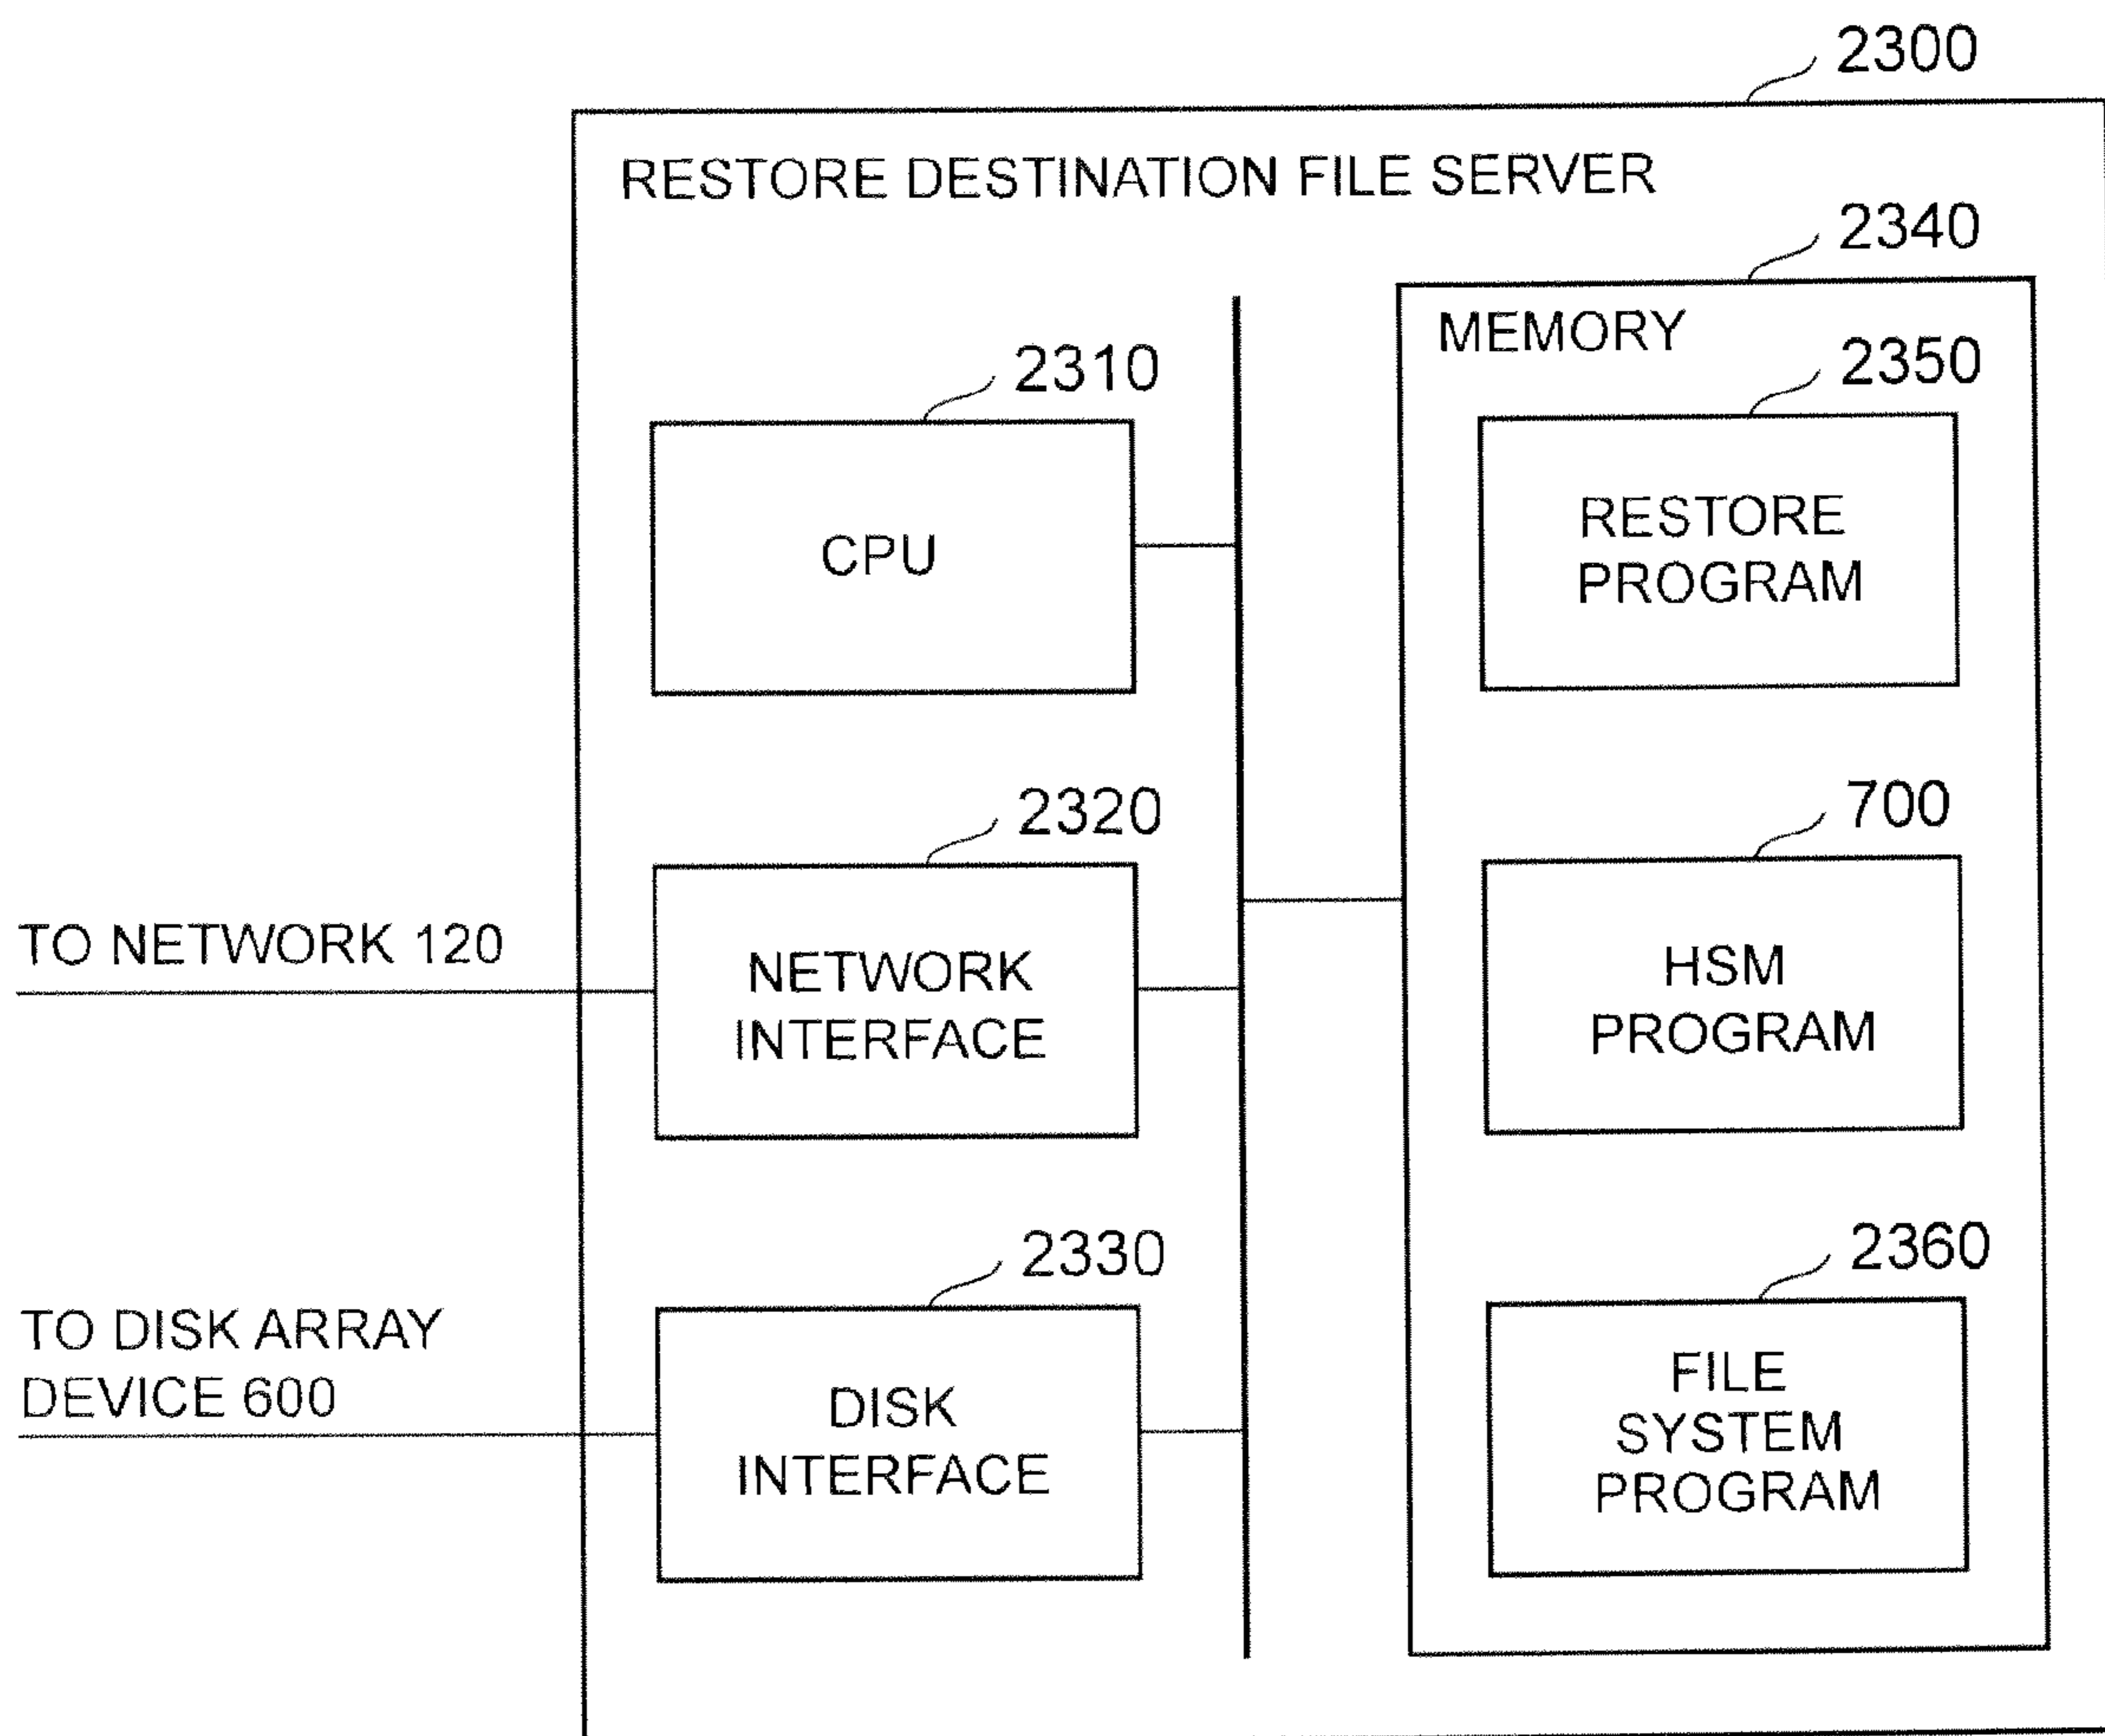 2300
RESTORE DESTINATION FILE SERVER
2340
MEMORY
2310
CPU
2350
RESTORE
PROGRAM
2320
TO NETWORK 120
NETWORK
INTERFACE
700
HSM
PROGRAM
2330
TO DISK ARRAY
DEVICE 600
DISK
INTERFACE
2360
FILE
SYSTEM
PROGRAM